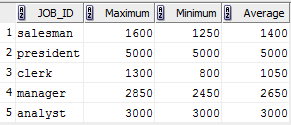 JOB_ID Maximum Minimum Average
1 salesman 1600 1250 1400
2 president 5000 5000 5000
3 clerk 1300 800 1050
4 manager 2850 2450 2650
5 analyst 3000 3000 3000